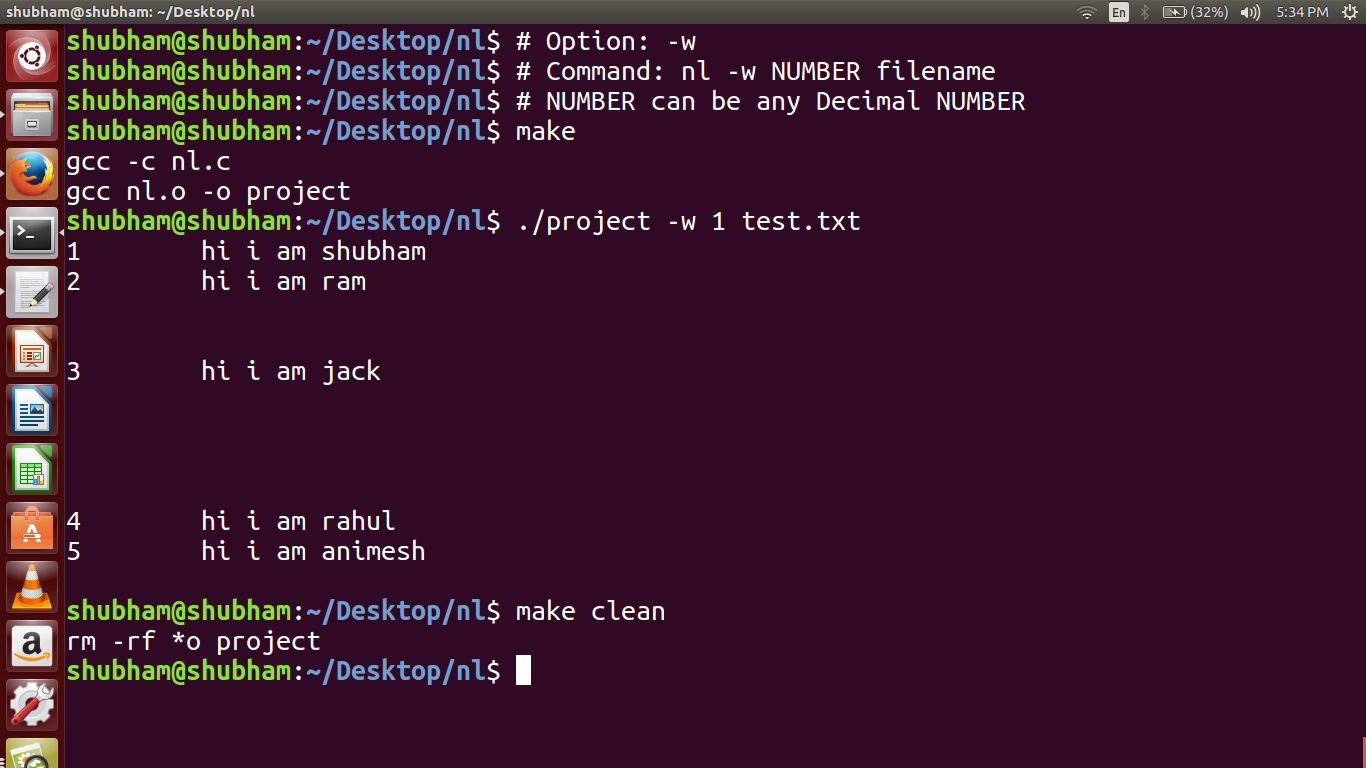 shubham@shubham: ~/Desktop/nl
En (32%) 5:34 PM
shubham@shubham:~/Desktop/nl$ # Option: -w
shubham@shubham:~/Desktop/nl$ # Command: nl -w NUMBER filename
shubham@shubham:~/Desktop/nl$ # NUMBER can be any Decimal NUMBER
shubham@shubham:~/Desktop/nl$ make
gcc -c nl.c
gcc nl.o -o project
shubham@shubham:~/Desktop/nl$ ./project -w 1 test.txt
1        hi i am shubham
2        hi i am ram
3        hi i am jack
4        hi i am rahul
5        hi i am animesh
shubham@shubham:~/Desktop/nl$ make clean
rm -rf *o project
shubham@shubham:~/Desktop/nl$